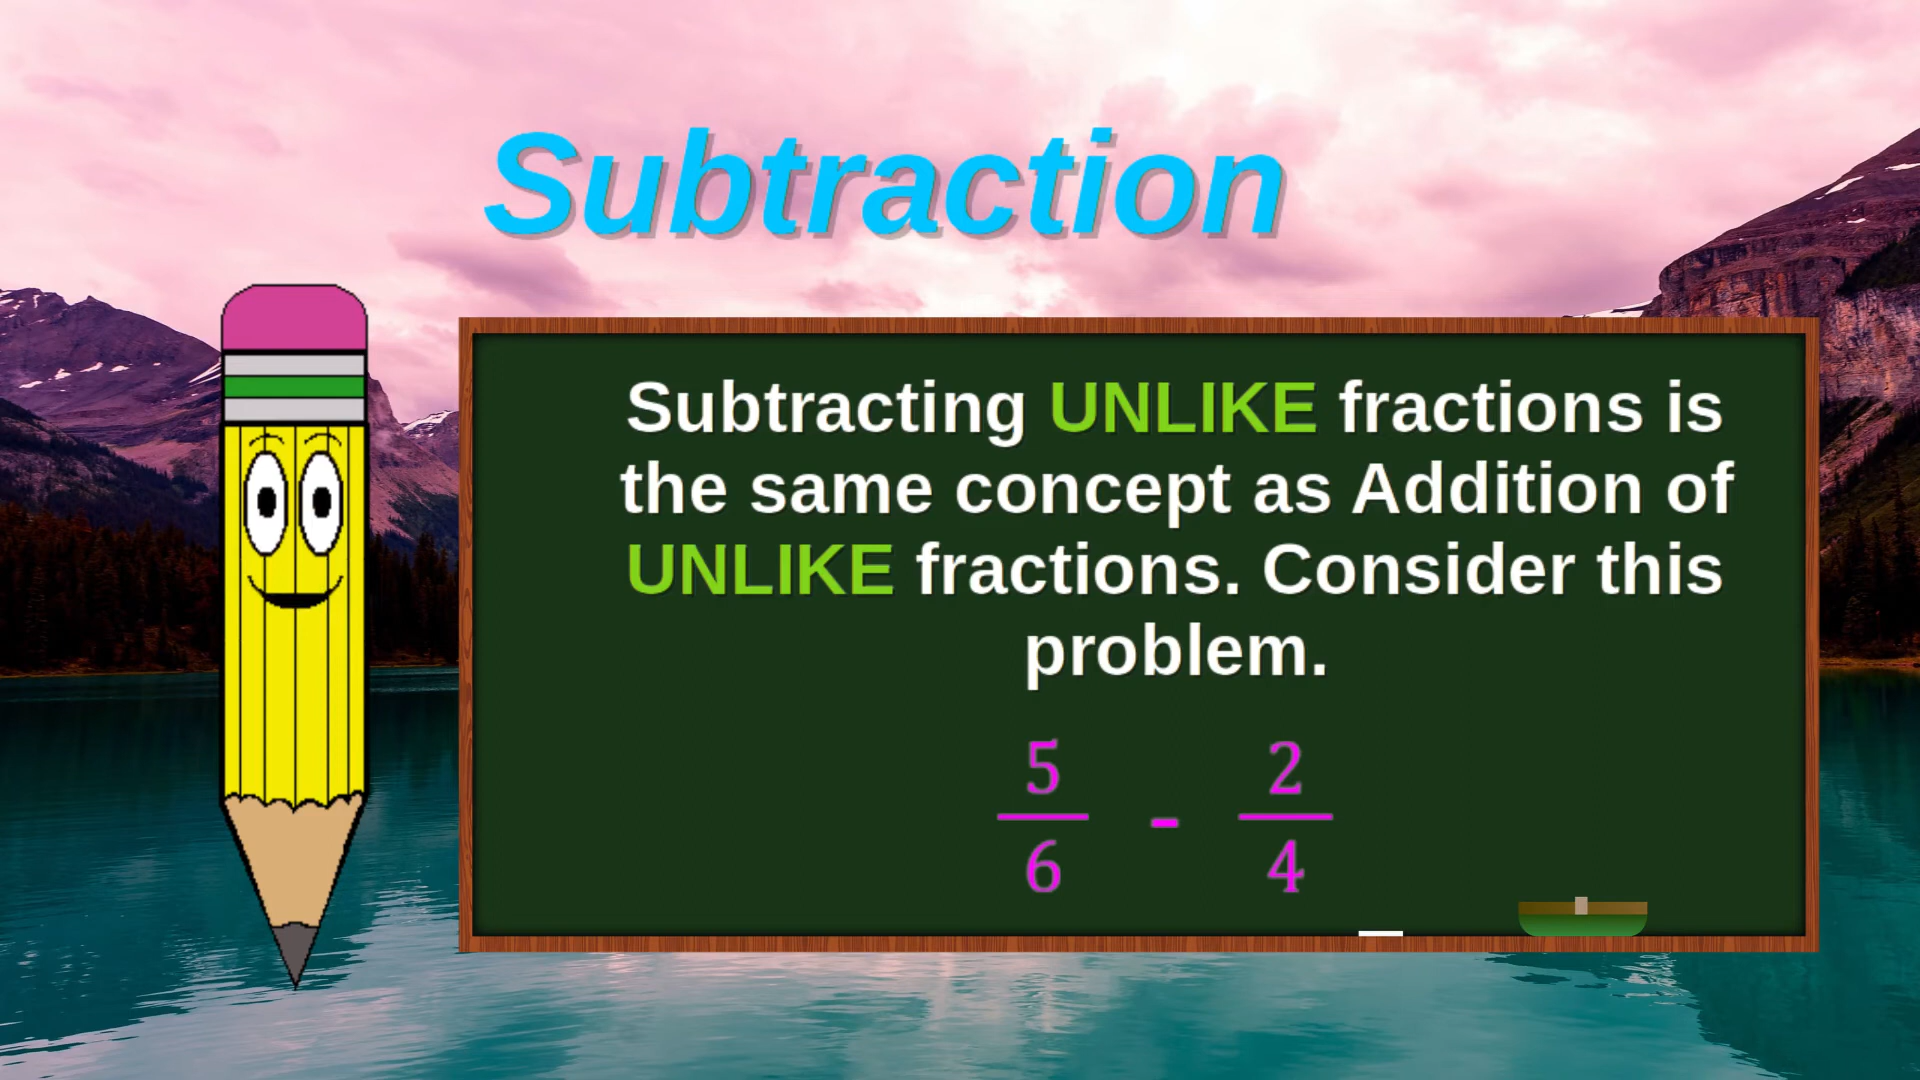 Subtraction
Subtracting UNLIKE fractions is
the same concept as Addition of
UNLIKE fractions. Consider this
problem.
5 2
- 
6 4